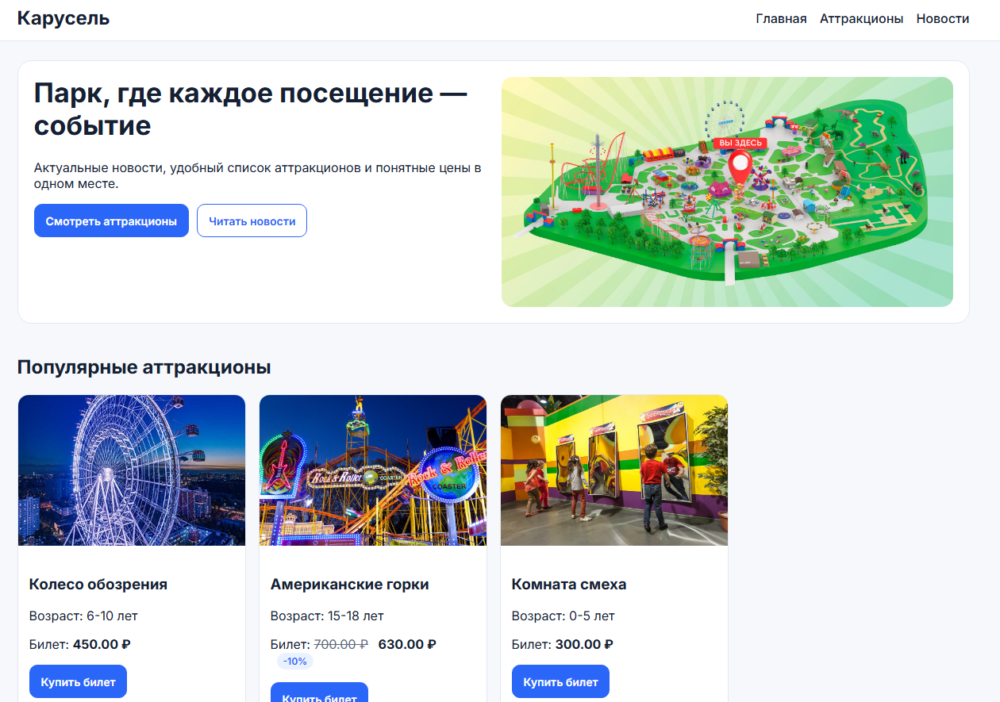 Карусель
Главная Аттракционы Новости
Парк, где каждое посещение —
событие
Актуальные новости, удобный список аттракционов и понятные цены в
одном месте.
Смотреть аттракционы Читать новости
ВЫ ЗДЕСЬ
Популярные аттракционы
Rock & Roller COASTER
Rock & Roller
COASTER
Колесо обозрения
Возраст: 6-10 лет
Билет: 450.00 ₽
Купить билет
Американские горки
Возраст: 15-18 лет
Билет: 700.00 ₽ 630.00 ₽
-10%
Купить билет
Комната смеха
Возраст: 0-5 лет
Билет: 300.00 ₽
Купить билет